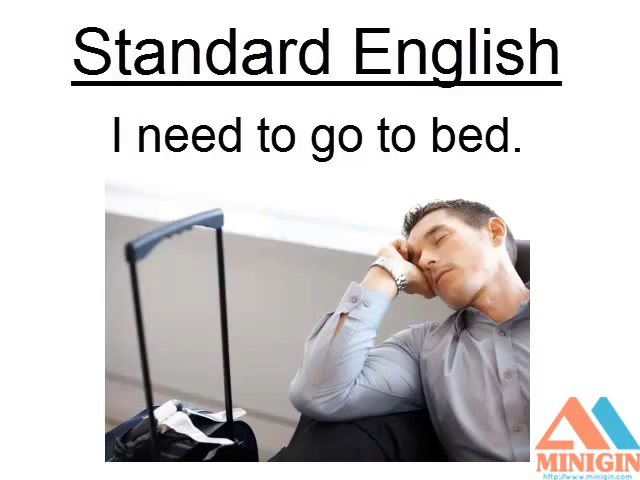 Standard English
I need to go to bed.
MINIGIN
http://www.minigin.com